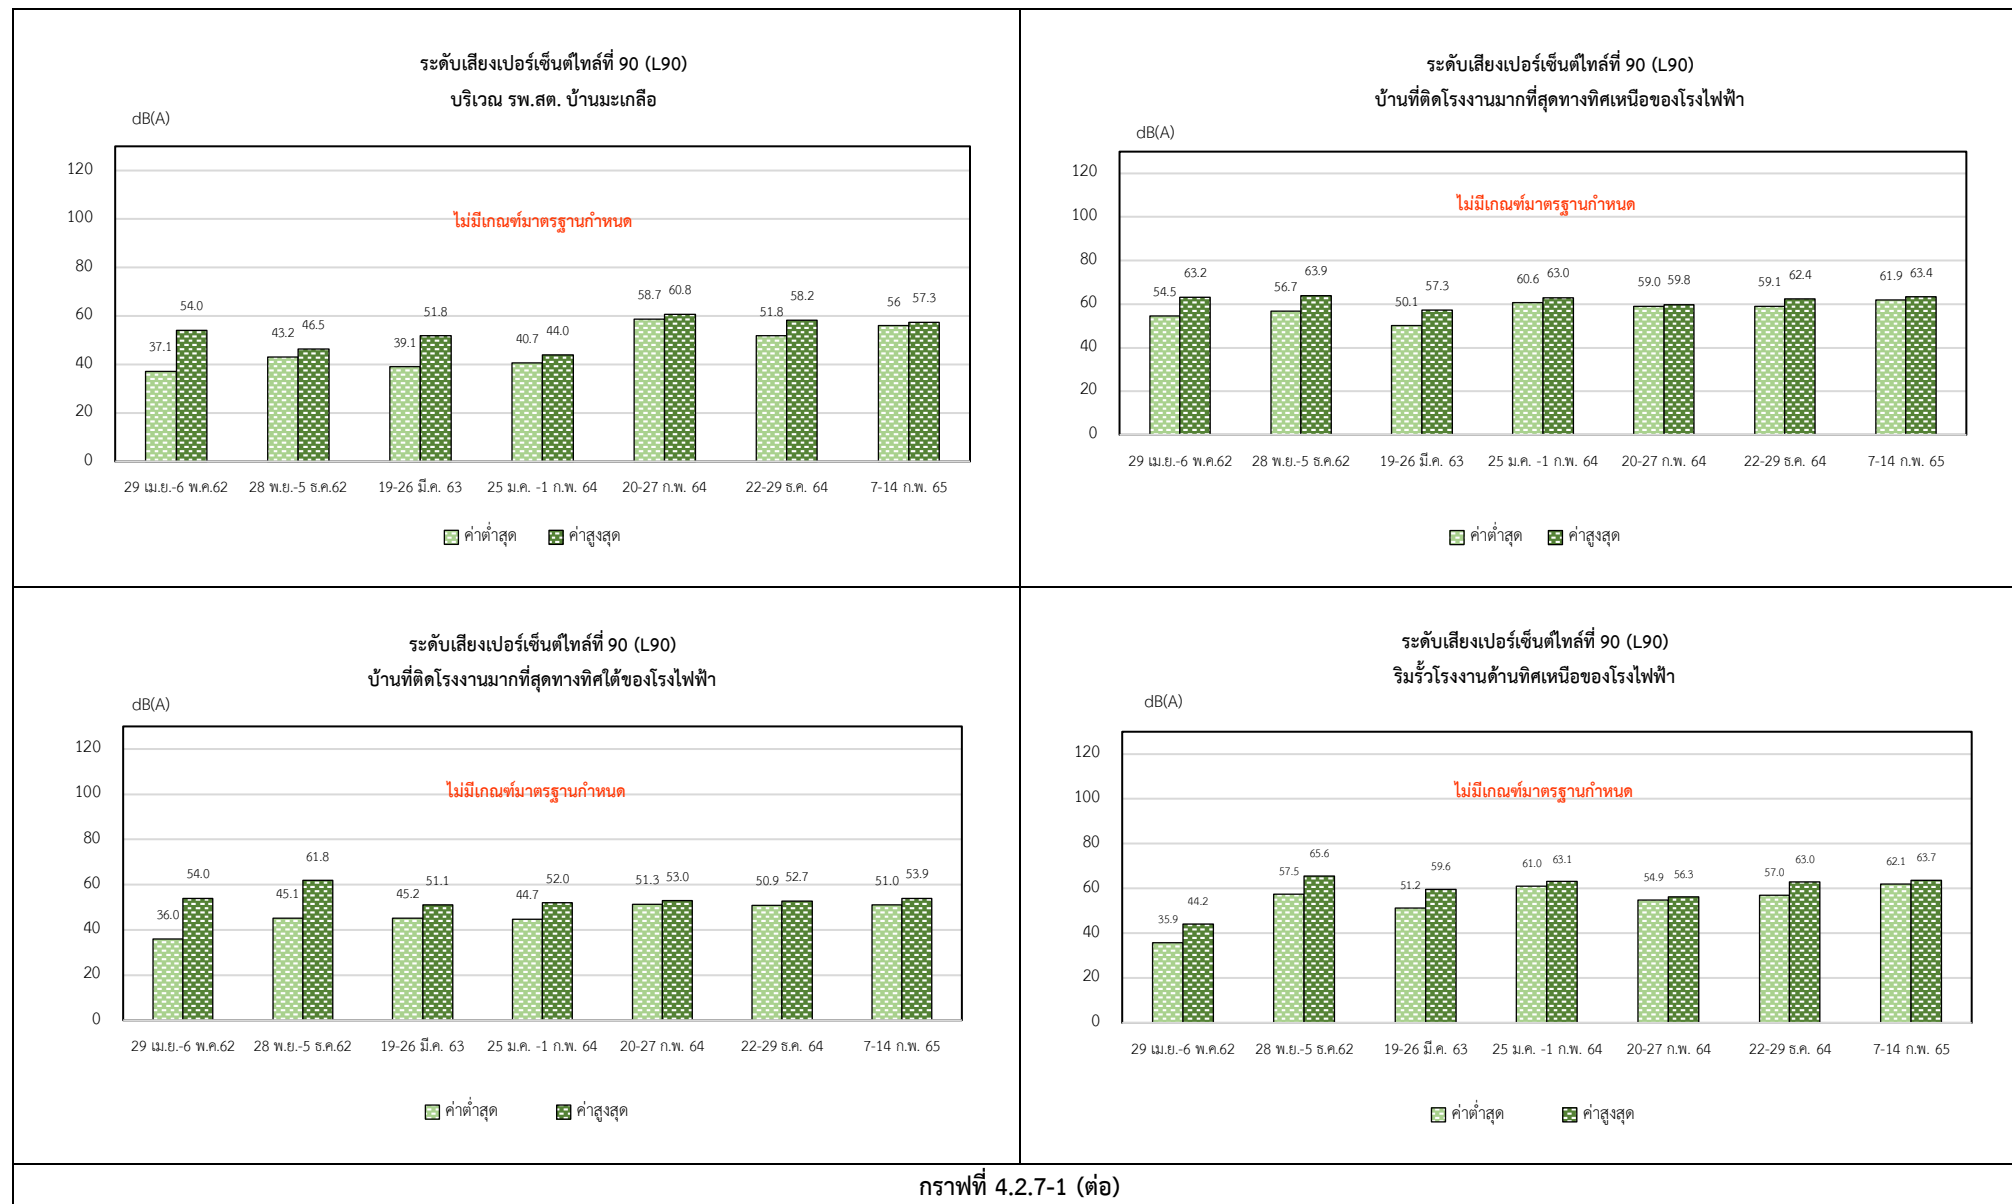 ระดับเสียงเปอร์เซ็นต์ไทล์ที่ 90 (L90)
บริเวณ รพ.สต. บ้านมะเกลือ
dB(A)
120
100
80
60
40
20
0
ไม่มีเกณฑ์มาตรฐานกำหนด
37.1 54.0 43.2 46.5 39.1 51.8 40.7 44.0 58.7 60.8 51.8 58.2 56 57.3
29 เม.ย.-6 พ.ค.62 28 พ.ย.-5 ธ.ค.62 19-26 มี.ค. 63 25 ม.ค. -1 ก.พ. 64 20-27 ก.พ. 64 22-29 ธ.ค. 64 7-14 ก.พ. 65
ค่าต่ำสุด ค่าสูงสุด
ระดับเสียงเปอร์เซ็นต์ไทล์ที่ 90 (L90)
บ้านที่ติดโรงงานมากที่สุดทางทิศเหนือของโรงไฟฟ้า
dB(A)
120
100
80
60
40
20
0
ไม่มีเกณฑ์มาตรฐานกำหนด
54.5 63.2 56.7 63.9 50.1 57.3 60.6 63.0 59.0 59.8 59.1 62.4 61.9 63.4
29 เม.ย.-6 พ.ค.62 28 พ.ย.-5 ธ.ค.62 19-26 มี.ค. 63 25 ม.ค. -1 ก.พ. 64 20-27 ก.พ. 64 22-29 ธ.ค. 64 7-14 ก.พ. 65
ค่าต่ำสุด ค่าสูงสุด
ระดับเสียงเปอร์เซ็นต์ไทล์ที่ 90 (L90)
บ้านที่ติดโรงงานมากที่สุดทางทิศใต้ของโรงไฟฟ้า
dB(A)
120
100
80
60
40
20
0
ไม่มีเกณฑ์มาตรฐานกำหนด
36.0 54.0 45.1 61.8 45.2 51.1 44.7 52.0 51.3 53.0 50.9 52.7 51.0 53.9
29 เม.ย.-6 พ.ค.62 28 พ.ย.-5 ธ.ค.62 19-26 มี.ค. 63 25 ม.ค. -1 ก.พ. 64 20-27 ก.พ. 64 22-29 ธ.ค. 64 7-14 ก.พ. 65
ค่าต่ำสุด ค่าสูงสุด
ระดับเสียงเปอร์เซ็นต์ไทล์ที่ 90 (L90)
ริมรั้วโรงงานด้านทิศเหนือของโรงไฟฟ้า
dB(A)
120
100
80
60
40
20
0
ไม่มีเกณฑ์มาตรฐานกำหนด
35.9 44.2 57.5 65.6 51.2 59.6 61.0 63.1 54.9 56.3 57.0 63.0 62.1 63.7
29 เม.ย.-6 พ.ค.62 28 พ.ย.-5 ธ.ค.62 19-26 มี.ค. 63 25 ม.ค. -1 ก.พ. 64 20-27 ก.พ. 64 22-29 ธ.ค. 64 7-14 ก.พ. 65
ค่าต่ำสุด ค่าสูงสุด
กราฟที่ 4.2.7-1 (ต่อ)